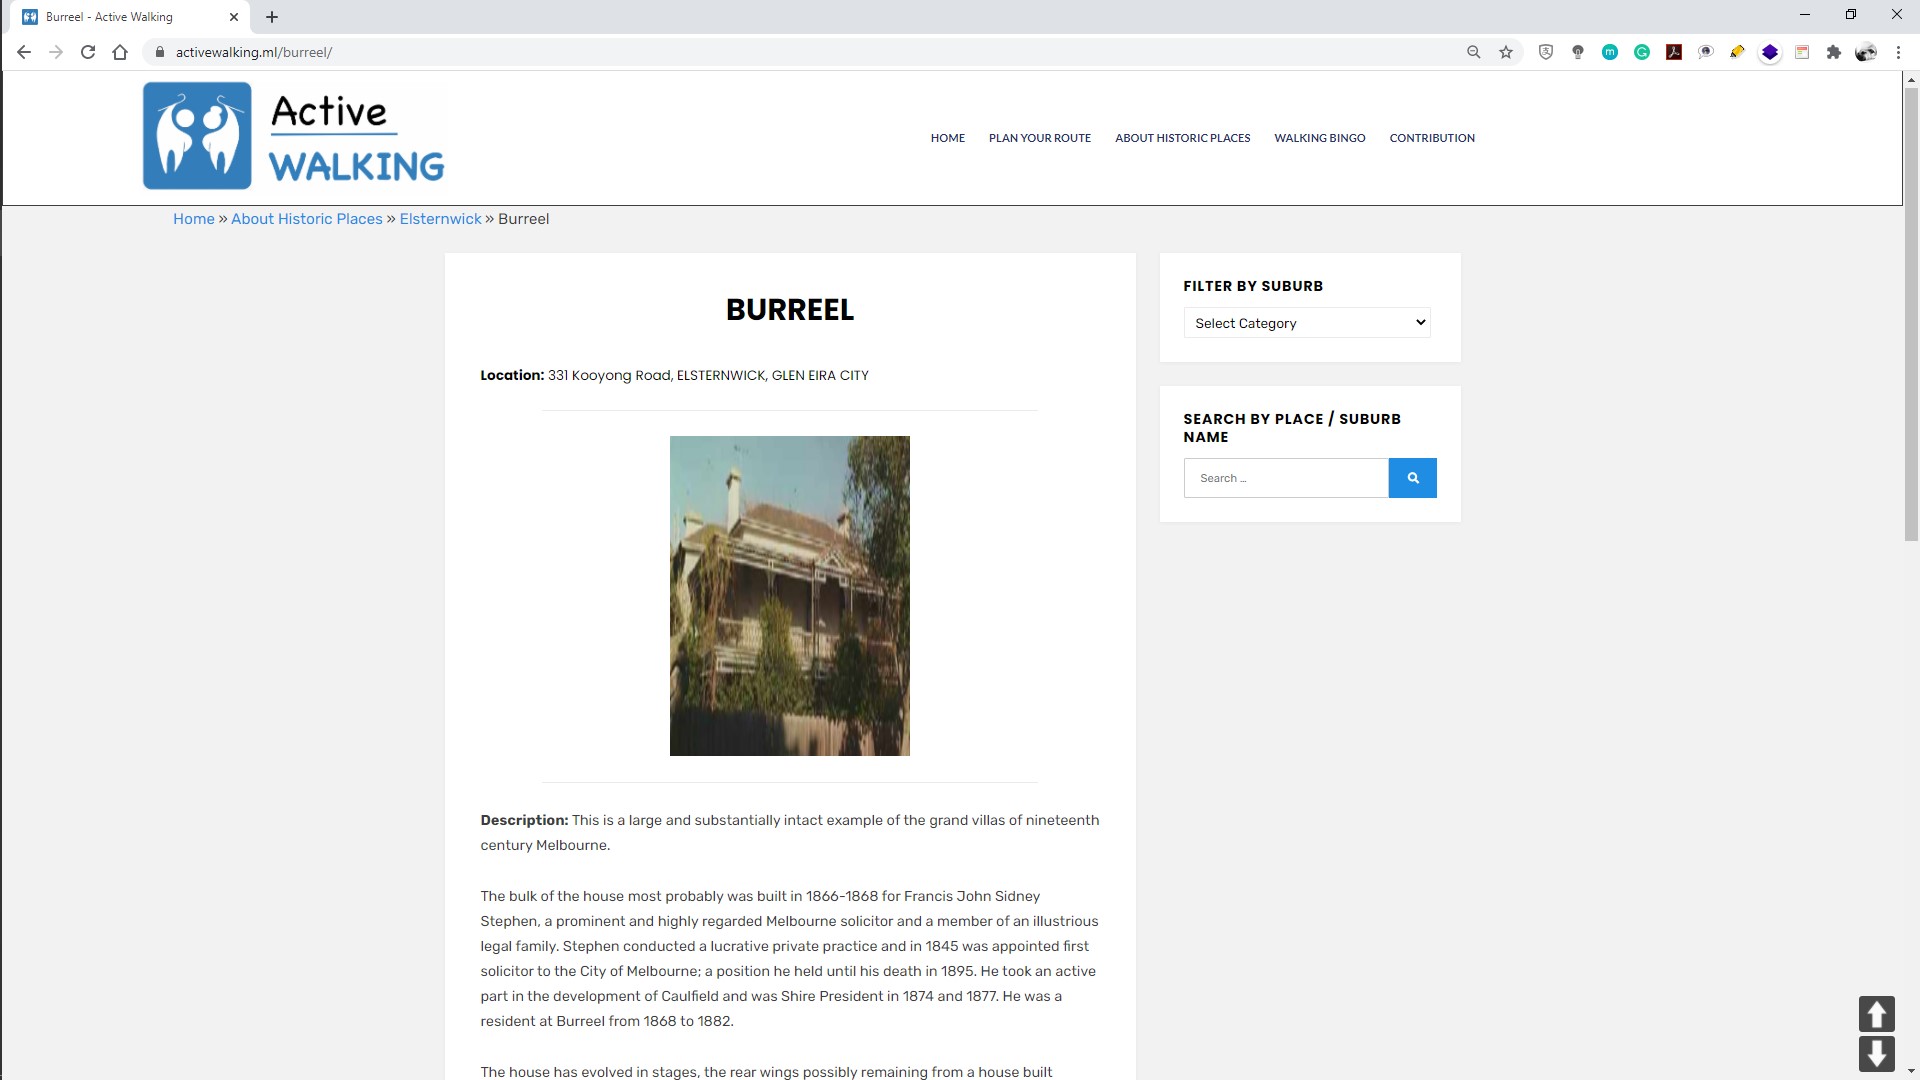 Burreel - Active Walking
activewalking.ml/burreel/
Active
WALKING
HOME PLAN YOUR ROUTE ABOUT HISTORIC PLACES WALKING BINGO CONTRIBUTION
Home » About Historic Places » Elsternwick » Burreel
BURREEL
Location: 331 Kooyong Road, ELSTERNWICK, GLEN EIRA CITY
Description: This is a large and substantially intact example of the grand villas of nineteenth
century Melbourne.
The bulk of the house most probably was built in 1866-1868 for Francis John Sidney
Stephen, a prominent and highly regarded Melbourne solicitor and a member of an illustrious
legal family. Stephen conducted a lucrative private practice and in 1845 was appointed first
solicitor to the City of Melbourne; a position he held until his death in 1895. He took an active
part in the development of Caulfield and was Shire President in 1874 and 1877. He was a
resident at Burreel from 1868 to 1882.
The house has evolved in stages, the rear wings possibly remaining from a house built
FILTER BY SUBURB
Select Category
SEARCH BY PLACE / SUBURB
NAME
Search …